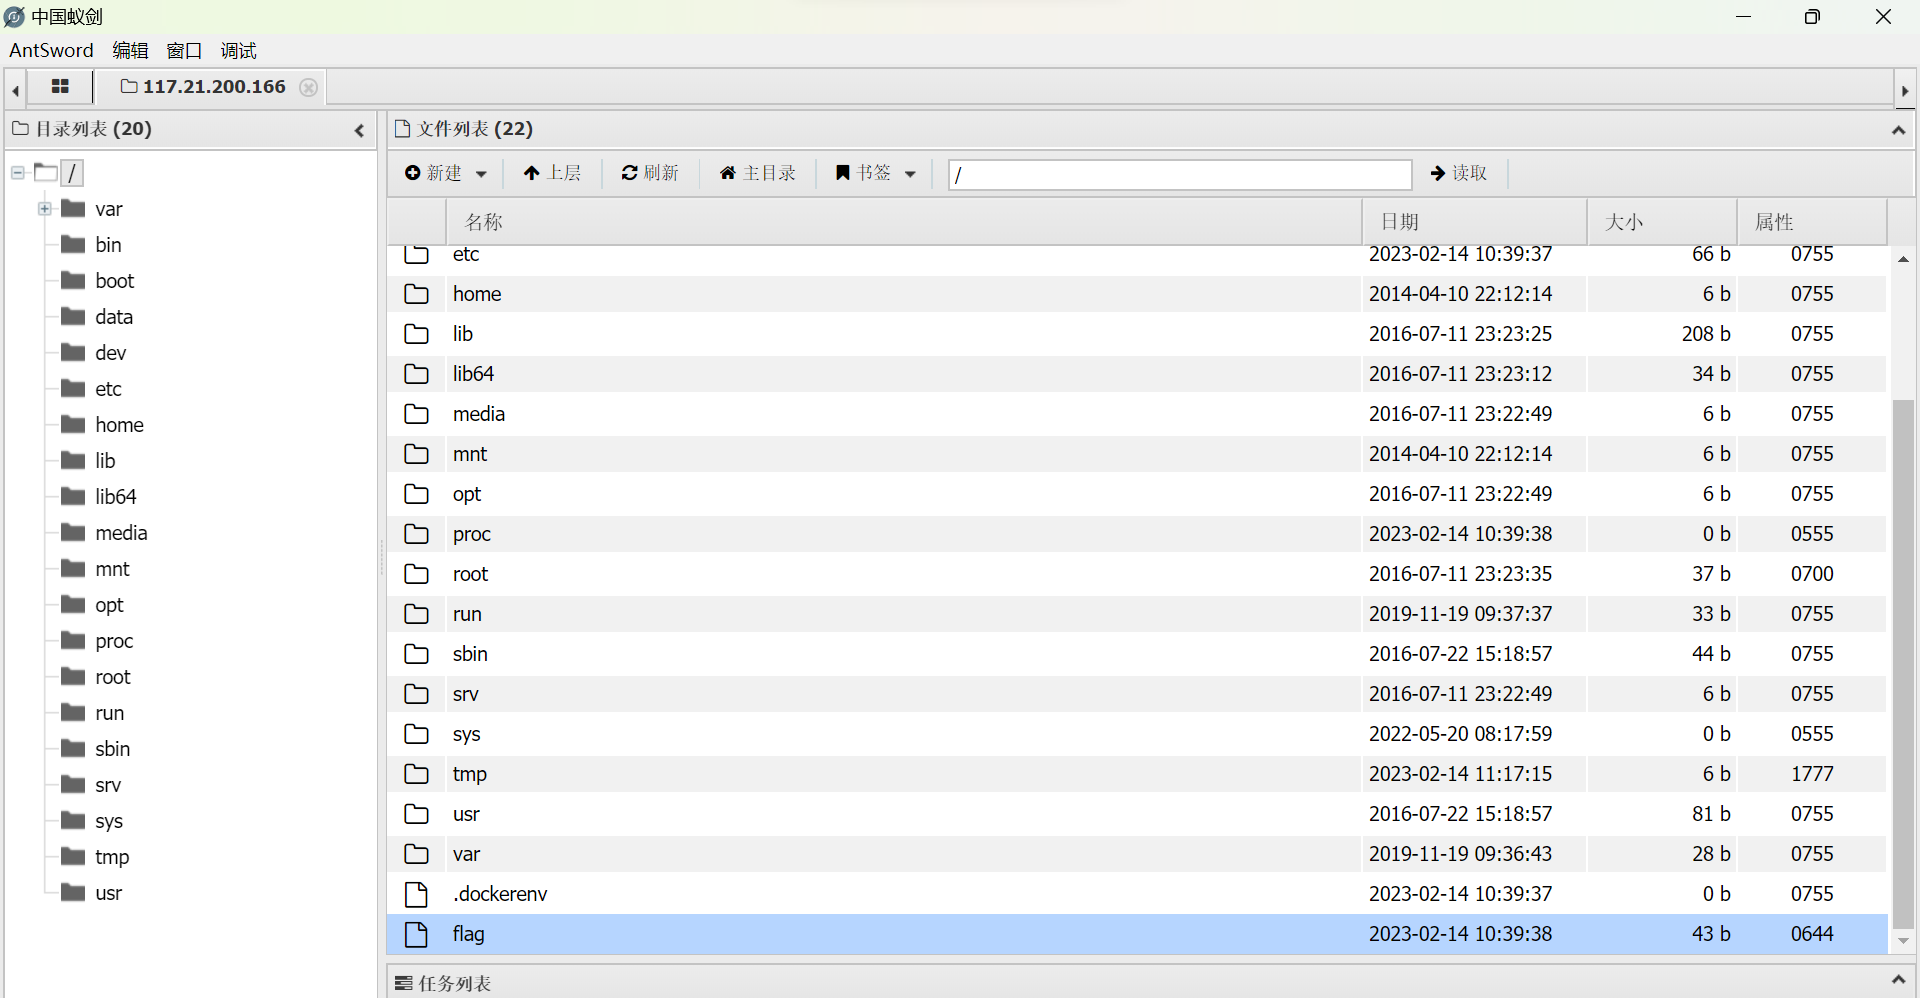 中国蚁剑
AntSword 编辑 窗口 调试
117.21.200.166
目录列表 (20)
/
var
bin
boot
data
dev
etc
home
lib
lib64
media
mnt
opt
proc
root
run
sbin
srv
sys
tmp
usr
文件列表 (22)
新建 上层 刷新 主目录 书签 / 读取
名称 日期 大小 属性
etc 2023-02-14 10:39:37 66 b 0755
home 2014-04-10 22:12:14 6 b 0755
lib 2016-07-11 23:23:25 208 b 0755
lib64 2016-07-11 23:23:12 34 b 0755
media 2016-07-11 23:22:49 6 b 0755
mnt 2014-04-10 22:12:14 6 b 0755
opt 2016-07-11 23:22:49 6 b 0755
proc 2023-02-14 10:39:38 0 b 0555
root 2016-07-11 23:23:35 37 b 0700
run 2019-11-19 09:37:37 33 b 0755
sbin 2016-07-22 15:18:57 44 b 0755
srv 2016-07-11 23:22:49 6 b 0755
sys 2022-05-20 08:17:59 0 b 0555
tmp 2023-02-14 11:17:15 6 b 1777
usr 2016-07-22 15:18:57 81 b 0755
var 2019-11-19 09:36:43 28 b 0755
.dockerenv 2023-02-14 10:39:37 0 b 0755
flag 2023-02-14 10:39:38 43 b 0644
任务列表